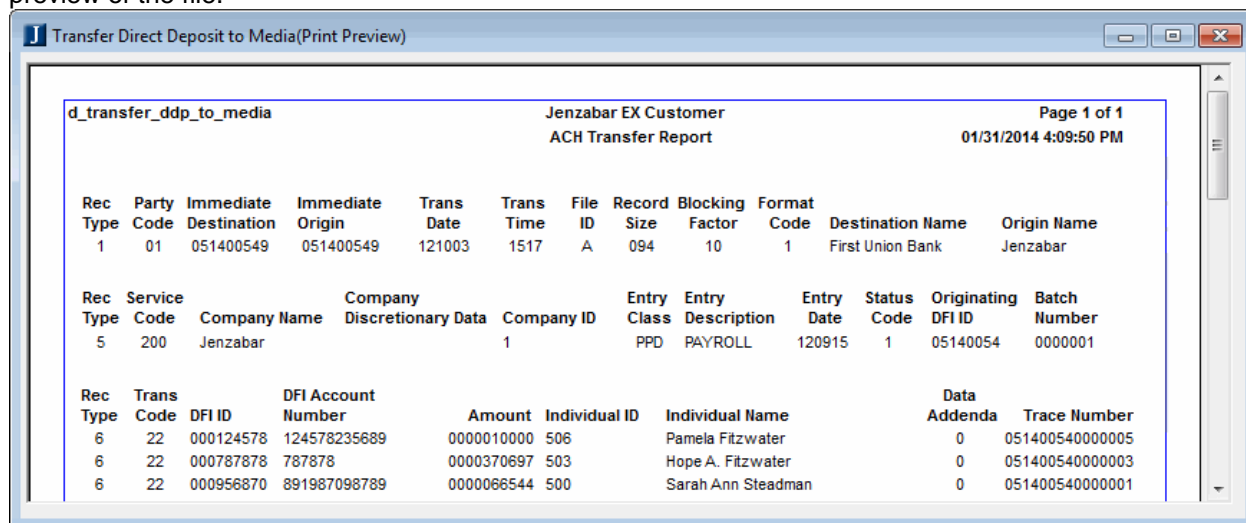 preview of the file.
Transfer Direct Deposit to Media(Print Preview)
d_transfer_ddp_to_media Jenzabar EX Customer Page 1 of 1
ACH Transfer Report 01/31/2014 4:09:50 PM
Rec Party Immediate Immediate Trans Trans File Record Blocking Format
Type Code Destination Origin Date Time ID Size Factor Code Destination Name Origin Name
1 01 051400549 051400549 121003 1517 A 094 10 1 First Union Bank Jenzabar
Rec Service Company Entry Entry Entry Status Originating Batch
Type Code Company Name Discretionary Data Company ID Class Description Date Code DFI ID Number
5 200 Jenzabar 1 PPD PAYROLL 120915 1 05140054 0000001
Rec Trans DFI Account Data
Type Code DFI ID Number Amount Individual ID Individual Name Addenda Trace Number
6 22 000124578 124578235689 0000010000 506 Pamela Fitzwater 0 051400540000005
6 22 000787878 787878 0000370697 503 Hope A. Fitzwater 0 051400540000003
6 22 000956870 891987098789 0000066544 500 Sarah Ann Steadman 0 051400540000001